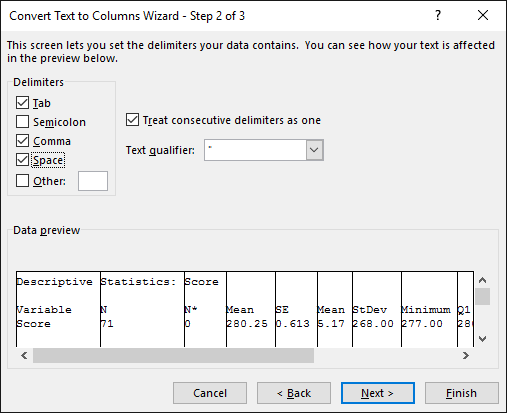 Convert Text to Columns Wizard - Step 2 of 3
This screen lets you set the delimiters your data contains. You can see how your text is affected
in the preview below.
Delimiters
Tab
Semicolon
Comma
Space
Other:
Treat consecutive delimiters as one
Text qualifier: "
Data preview
Descriptive Statistics: Score
Variable N N* Mean SE Mean StDev Minimum Q1
Score 71 0 280.25 0.613 5.17 268.00 277.00 280
Cancel < Back Next > Finish